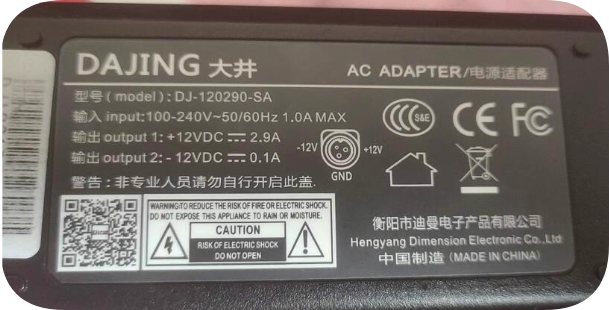 DAJING 大井
AC ADAPTER/电源适配器
型号(model): DJ-120290-SA
输入 input:100-240V~50/60Hz 1.0A MAX
输出 output 1: +12VDC ⎓ 2.9A
输出 output 2: - 12VDC ⎓ 0.1A
警告: 非专业人员请勿自行开启此盖.
-12V
+12V
GND
S&E
CE FC
WARNING:TO REDUCE THE RISK OF FIRE OR ELECTRIC SHOCK.
DO NOT EXPOSE THIS APPLIANCE TO RAIN OR MOISTURE.
CAUTION
RISK OF ELECTRIC SHOCK
DO NOT OPEN
衡阳市迪曼电子产品有限公司
Hengyang Dimension Electronic Co.,Ltd
中国制造 (MADE IN CHINA)